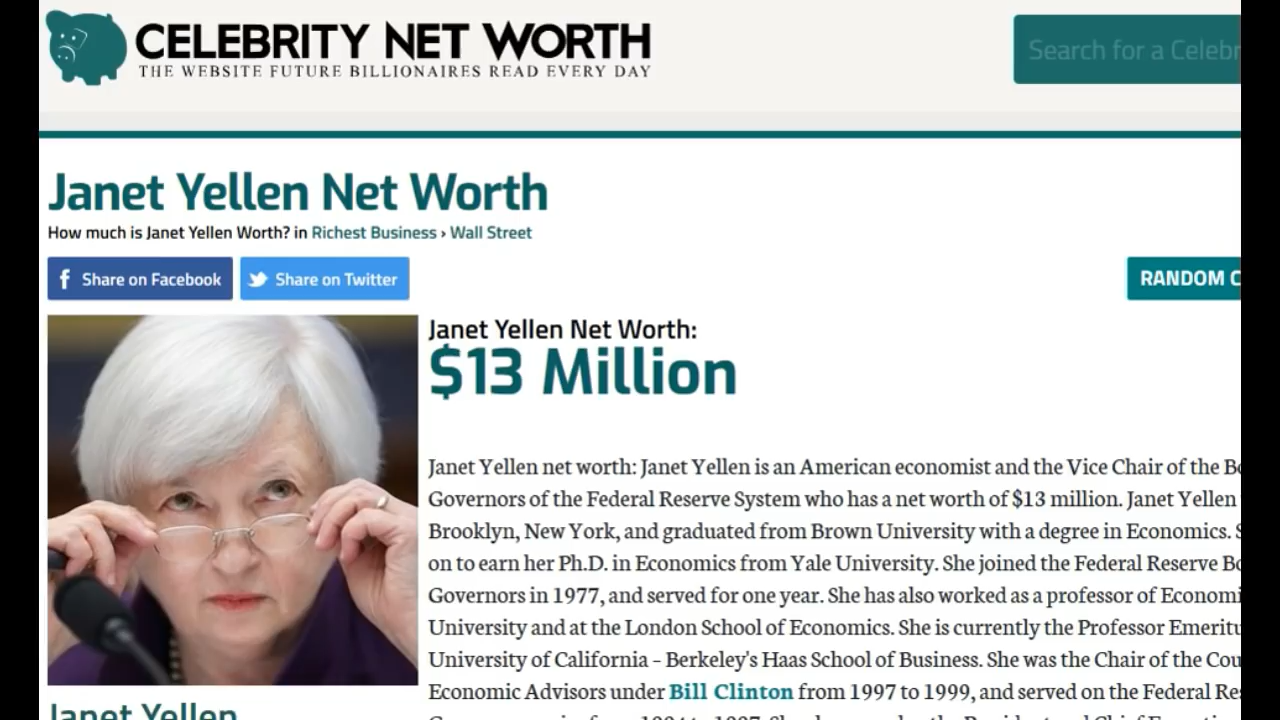 CELEBRITY NET WORTH
THE WEBSITE FUTURE BILLIONAIRES READ EVERY DAY
Search for a Celebr
Janet Yellen Net Worth
How much is Janet Yellen Worth? in Richest Business › Wall Street
f Share on Facebook
Share on Twitter
RANDOM C
Janet Yellen Net Worth:
$13 Million
Janet Yellen net worth: Janet Yellen is an American economist and the Vice Chair of the Bo
Governors of the Federal Reserve System who has a net worth of $13 million. Janet Yellen
Brooklyn, New York, and graduated from Brown University with a degree in Economics. S
on to earn her Ph.D. in Economics from Yale University. She joined the Federal Reserve Bo
Governors in 1977, and served for one year. She has also worked as a professor of Economi
University and at the London School of Economics. She is currently the Professor Emeritu
University of California – Berkeley's Haas School of Business. She was the Chair of the Cou
Economic Advisors under Bill Clinton from 1997 to 1999, and served on the Federal Res
Janet Yellen